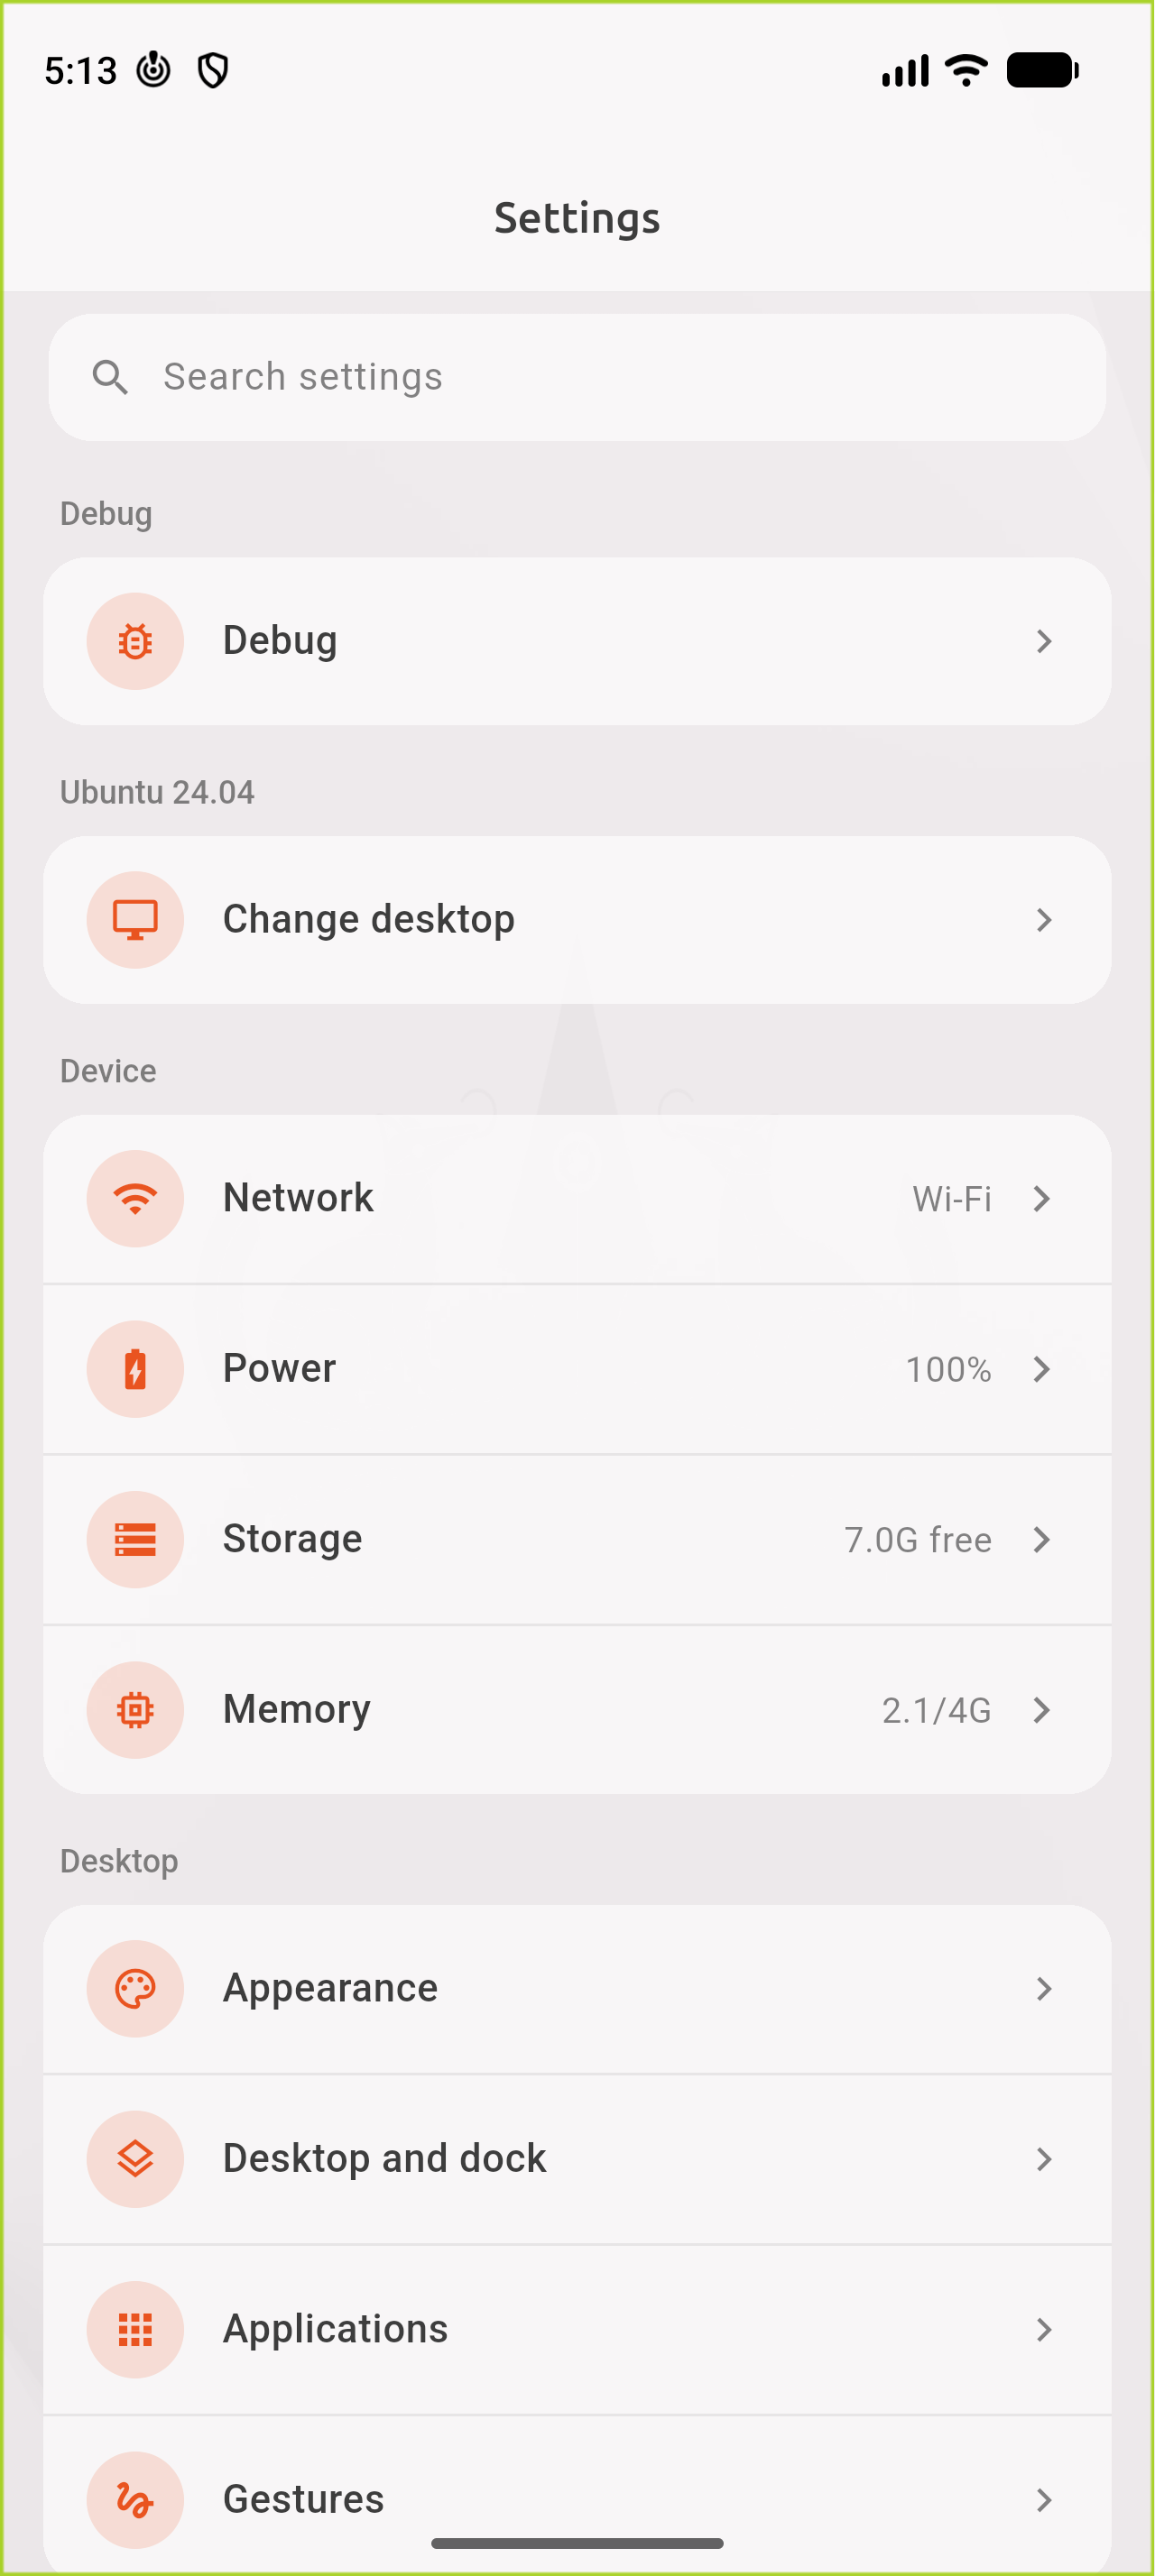 5:13
Settings
Search settings
Debug
Debug
Ubuntu 24.04
Change desktop
Device
Network Wi-Fi
Power 100%
Storage 7.0G free
Memory 2.1/4G
Desktop
Appearance
Desktop and dock
Applications
Gestures